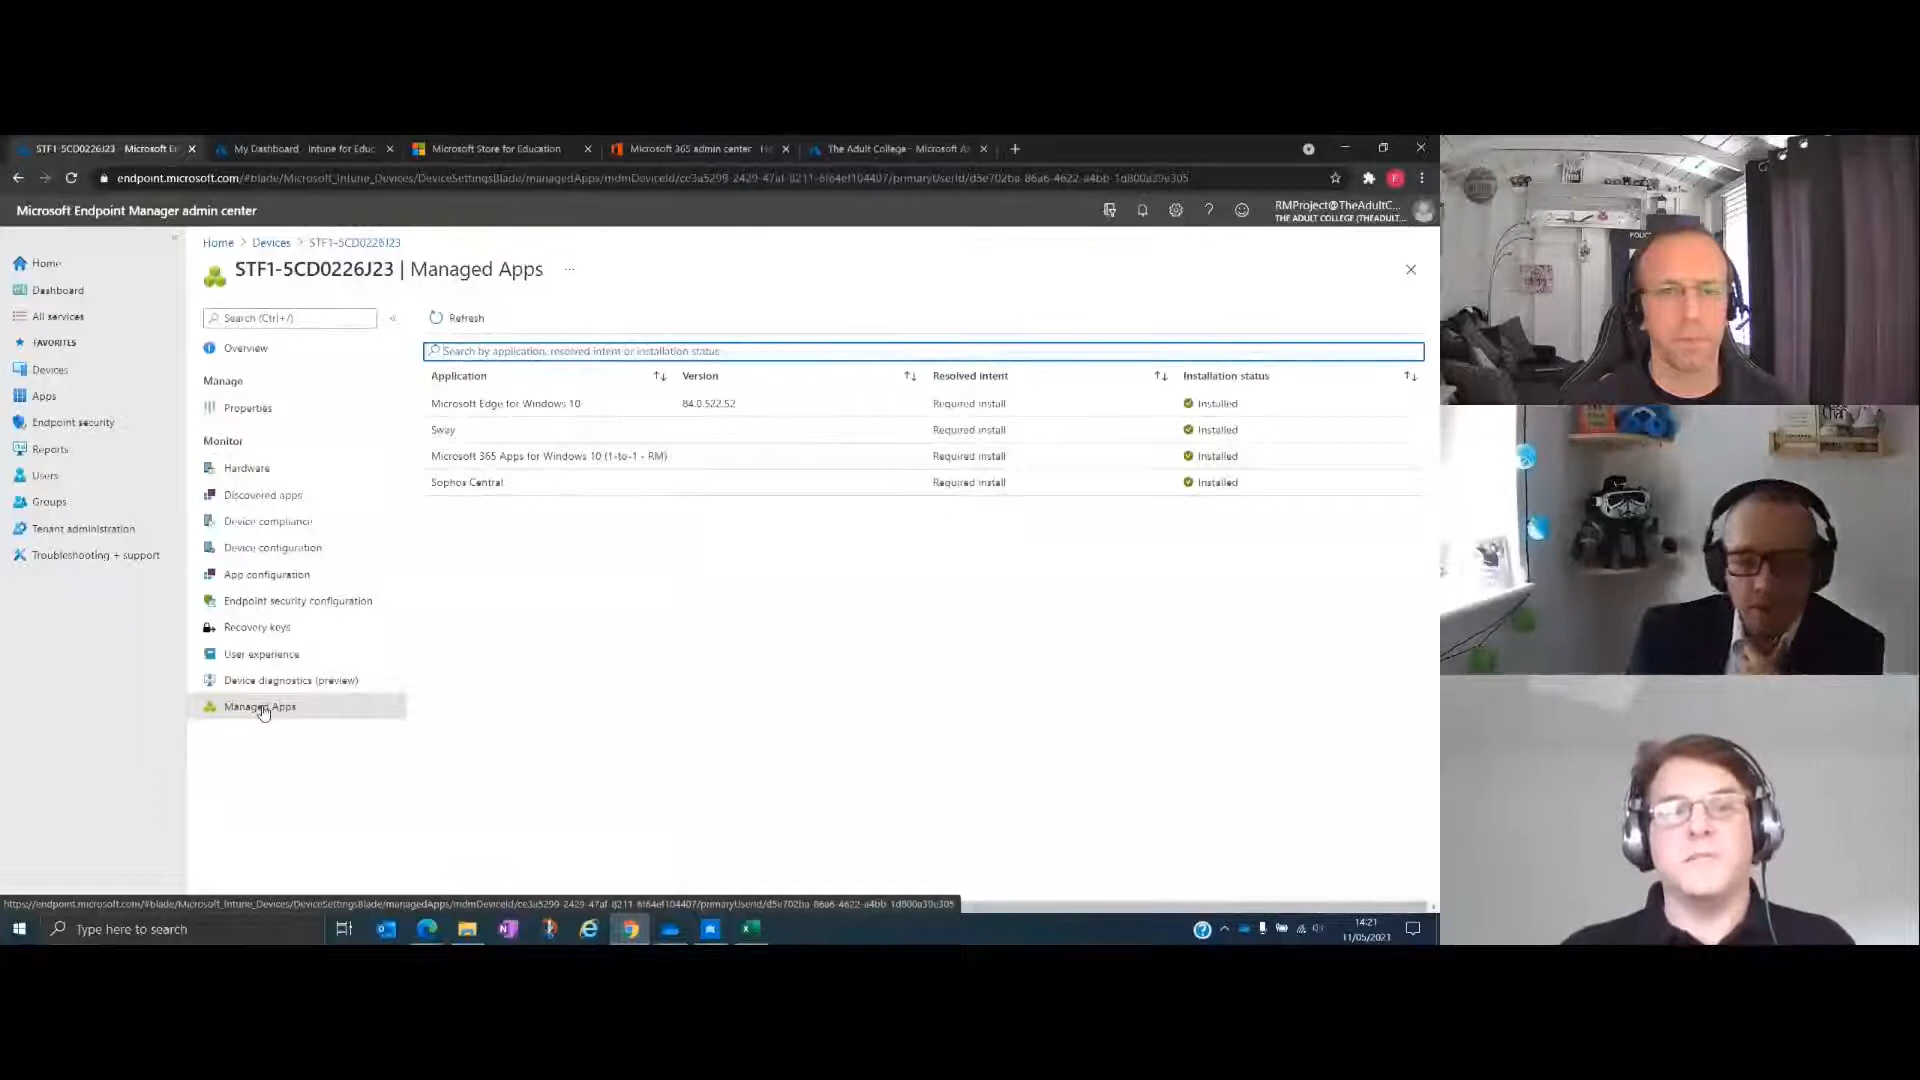 STF1-5CD0226J23 - Microsoft En
My Dashboard - Intune for Educ
Microsoft Store for Education
Microsoft 365 admin center
The Adult College - Microsoft A
Microsoft Endpoint Manager admin center
RMProject@TheAdultC...
THE ADULT COLLEGE (THEADULT...
Home
Dashboard
All services
FAVORITES
Devices
Apps
Endpoint security
Reports
Users
Groups
Tenant administration
Troubleshooting + support
Home > Devices > STF1-5CD0226J23
STF1-5CD0226J23 | Managed Apps ...
Search (Ctrl+/)
Overview
Manage
Properties
Monitor
Hardware
Discovered apps
Device compliance
Device configuration
App configuration
Endpoint security configuration
Recovery keys
User experience
Device diagnostics (preview)
Managed Apps
Refresh
Search by application, resolved intent or installation status
Application Version Resolved intent Installation status
Microsoft Edge for Windows 10 84.0.522.52 Required install Installed
Sway Required install Installed
Microsoft 365 Apps for Windows 10 (1-to-1 - RM) Required install Installed
Sophos Central Required install Installed
Type here to search
14:21
11/05/2021